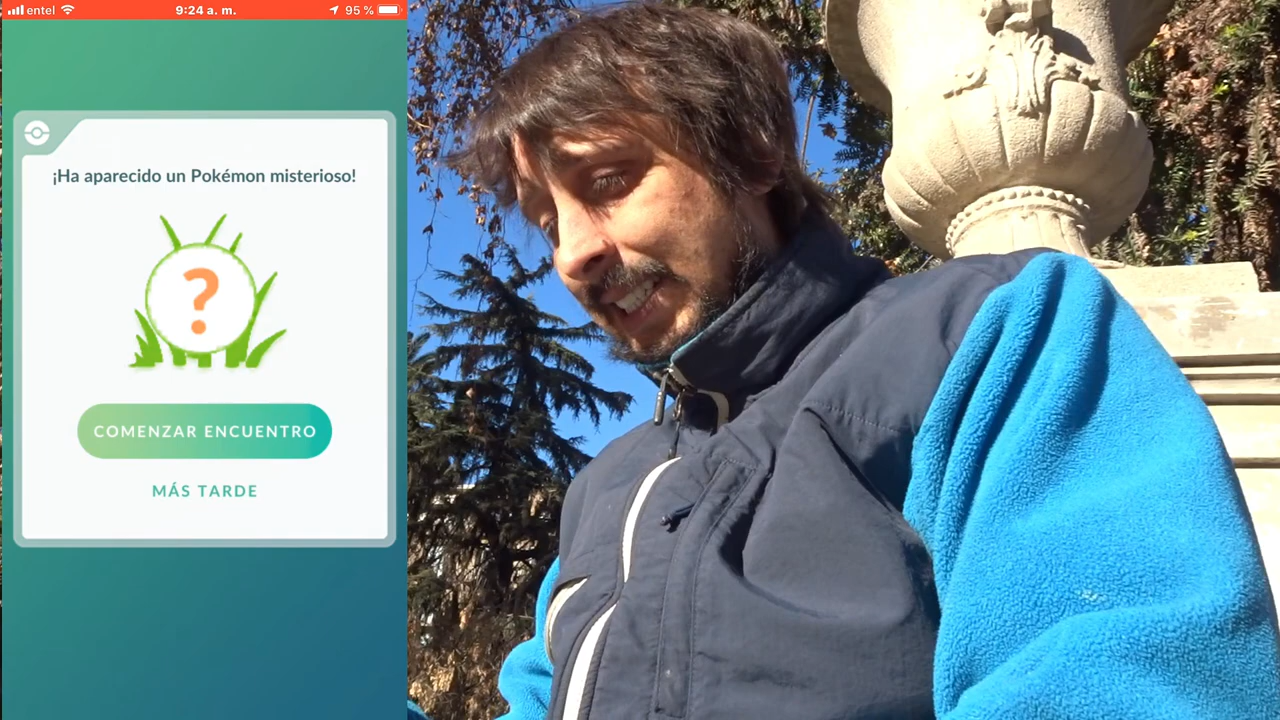 entel 9:24 a. m. 95 %
¡Ha aparecido un Pokémon misterioso!
?
COMENZAR ENCUENTRO
MÁS TARDE